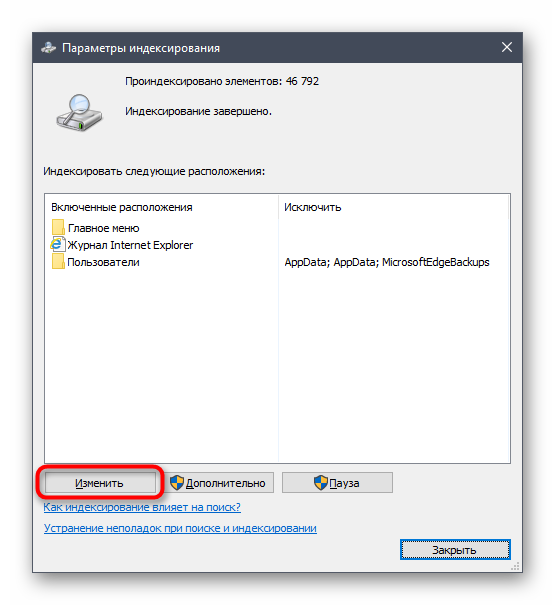 Параметры индексирования
Проиндексировано элементов: 46 792
Индексирование завершено.
Индексировать следующие расположения:
Включенные расположения Исключить
Главное меню
Журнал Internet Explorer
Пользователи AppData; AppData; MicrosoftEdgeBackups
Изменить Дополнительно Пауза
Как индексирование влияет на поиск?
Устранение неполадок при поиске и индексировании
Закрыть